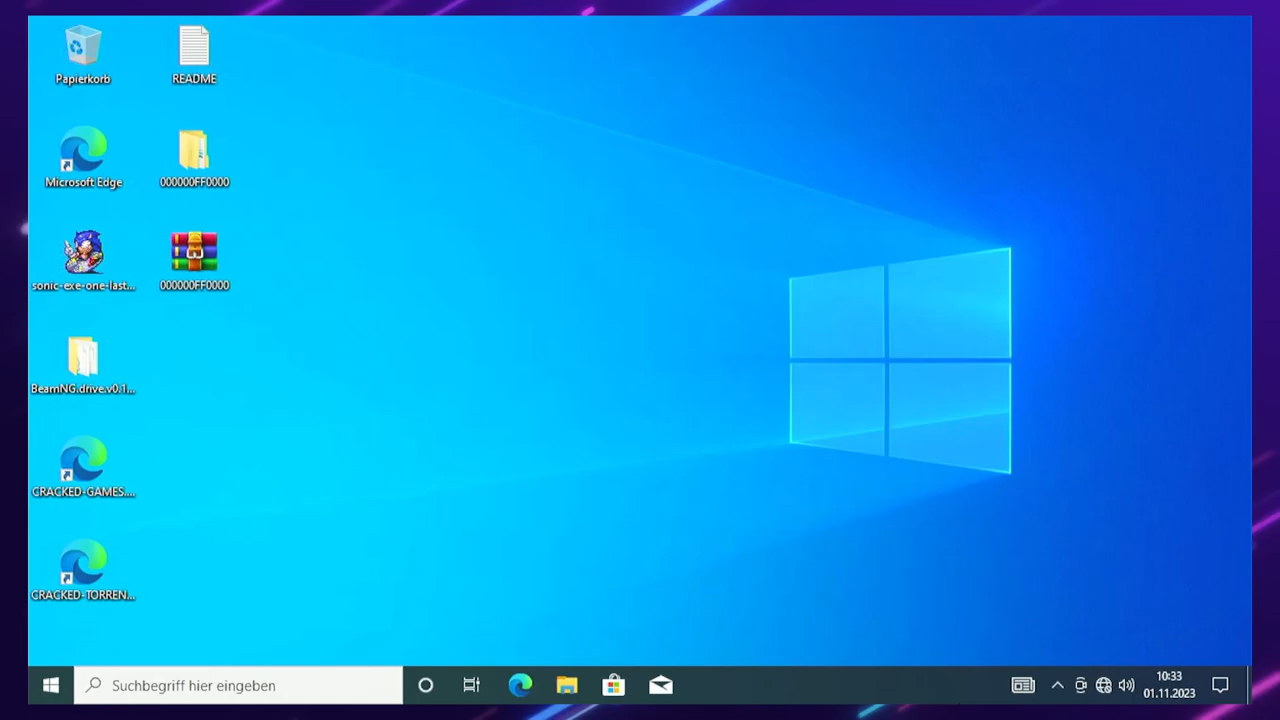 Papierkorb
README
Microsoft Edge
000000FF0000
sonic-exe-one-last...
000000FF0000
BeamNG.drive.v0.1...
CRACKED-GAMES....
CRACKED-TORREN...
Suchbegriff hier eingeben
10:33
01.11.2023